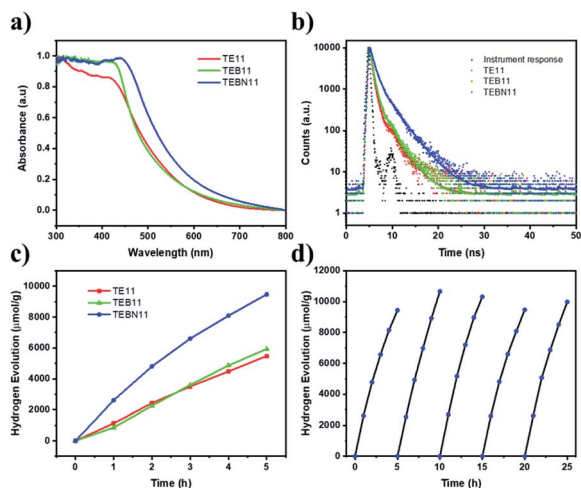 a)
Absorbance (a.u)
1.0
0.8
0.6
0.4
0.2
0.0
TE11
TEB11
TEBN11
300 400 500 600 700 800
Wavelength (nm)
b)
Counts (a.u.)
10000
1000
100
10
1
Instrument response
TE11
TEB11
TEBN11
0 10 20 30 40 50
Time (ns)
c)
Hydrogen Evolution (μmol/g)
10000
8000
6000
4000
2000
0
TE11
TEB11
TEBN11
0 1 2 3 4 5
Time (h)
d)
Hydrogen Evolution (μmol/g)
12000
10000
8000
6000
4000
2000
0
0 5 10 15 20 25
Time (h)